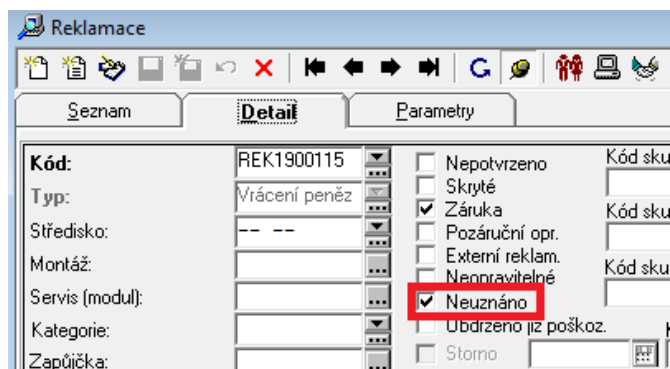 Reklamace
Seznam Detail Parametry
Kód: REK1900115 Nepotvrzeno Kód sku
Typ: Vrácení peněz Skryté
Středisko: -- -- Záruka Kód sku
Pozáruční opr.
Montáž: Externí reklam. Kód sku
Neopravitelné
Servis (modul): Neuznáno
Kategorie: Obdrženo již poškoz.
Zapůjčka: Storno